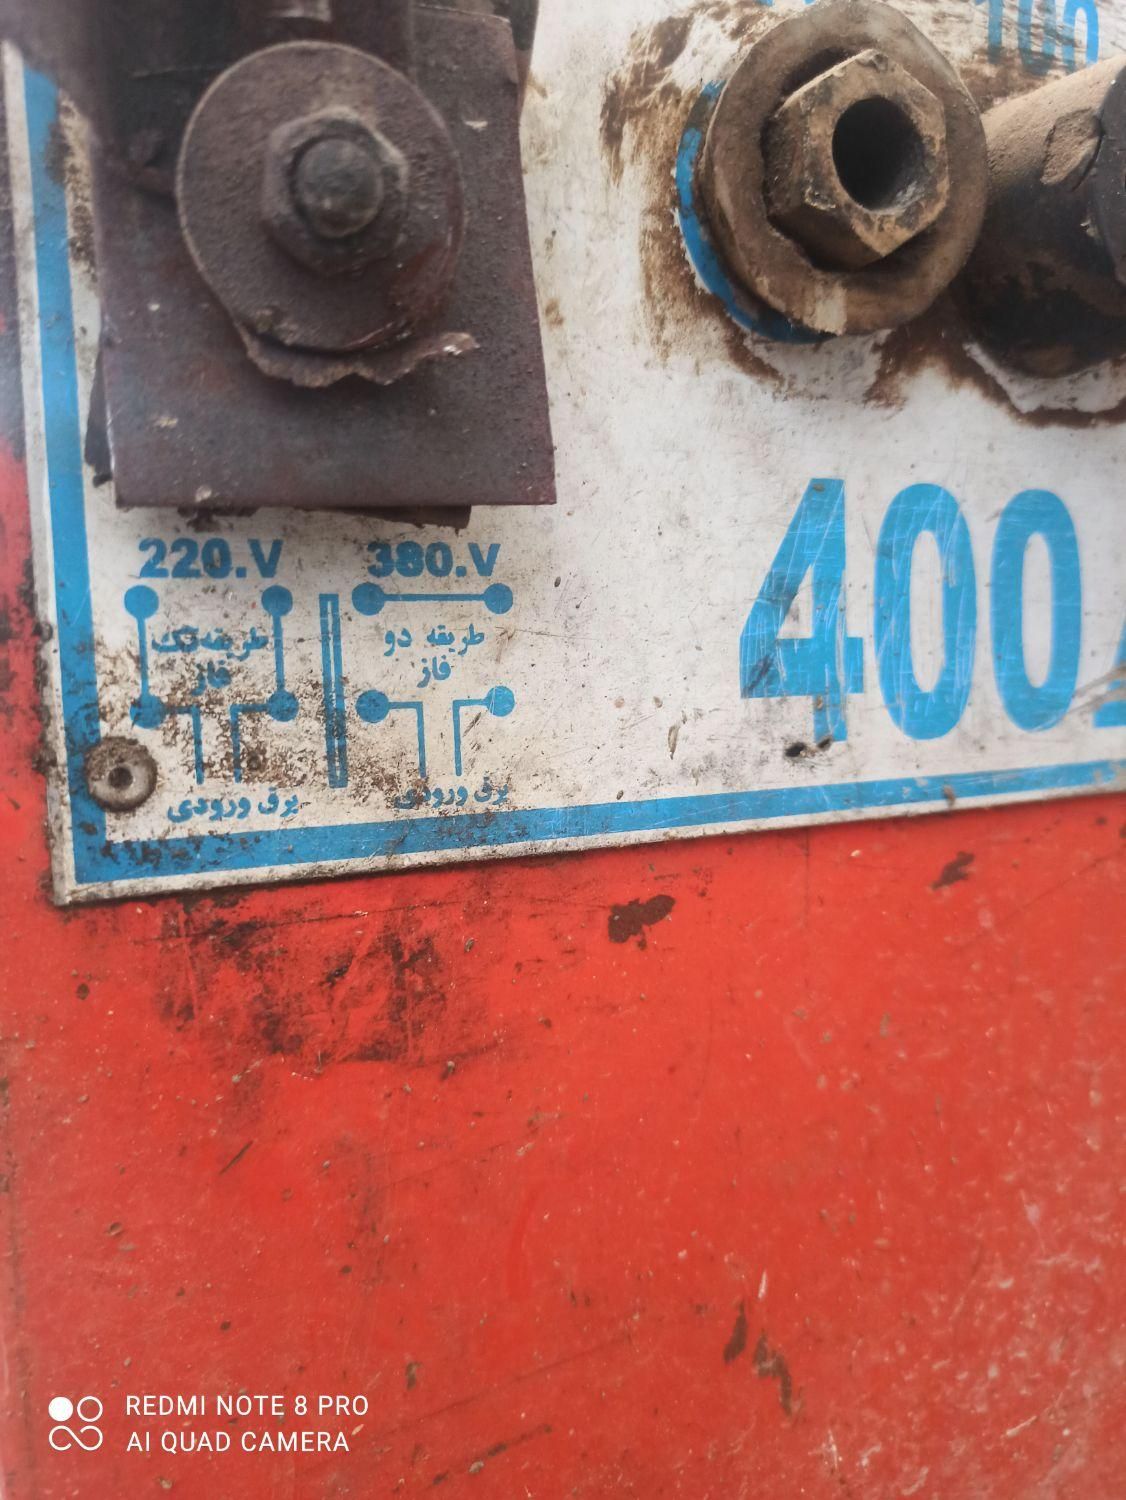 220.V
380.V
طریقه تک
فاز
طریقه دو
فاز
برق ورودی
برق ورودی
400
REDMI NOTE 8 PRO
AI QUAD CAMERA